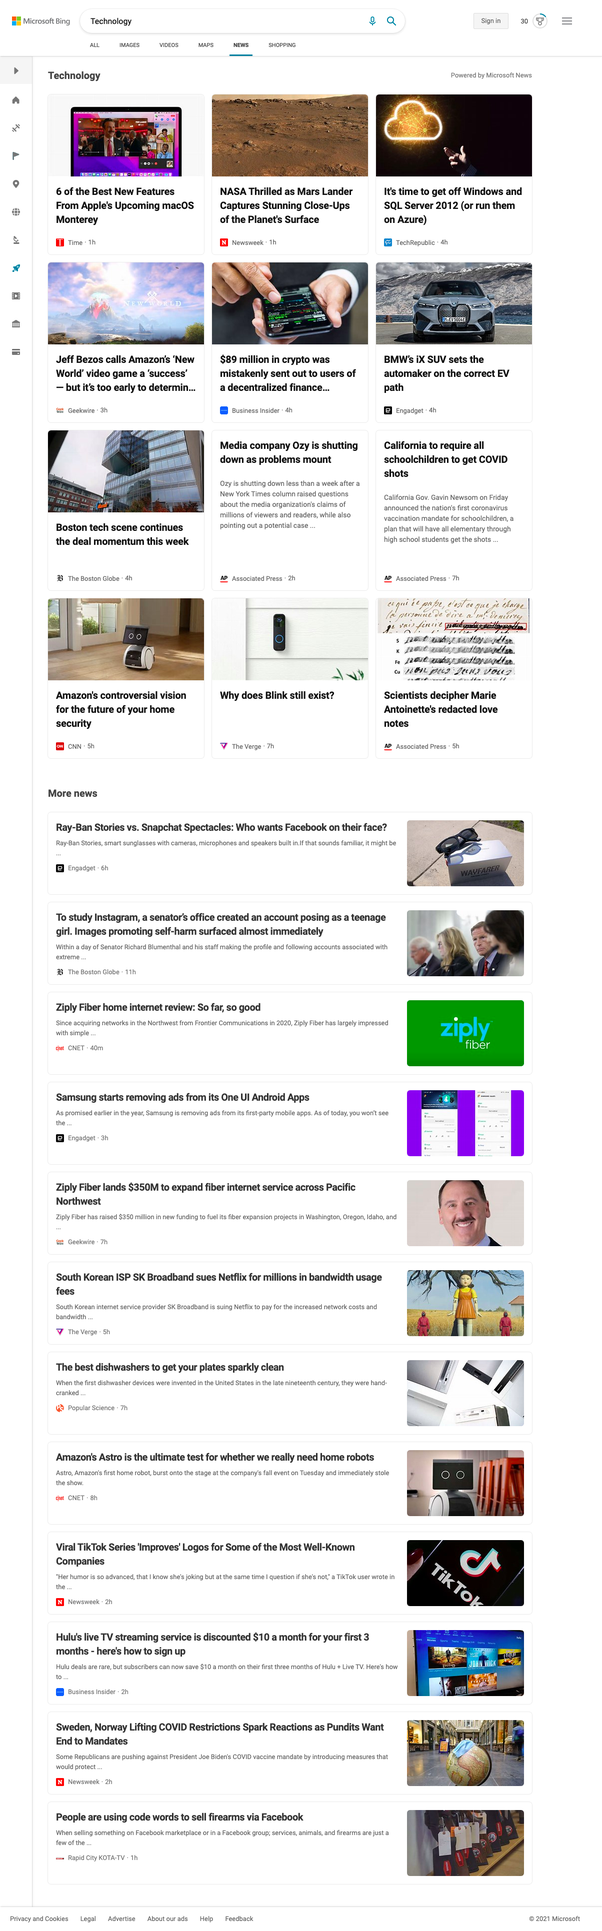 Microsoft Bing
Technology
Sign in
30
ALL
IMAGES
VIDEOS
MAPS
NEWS
SHOPPING
Technology
Powered by Microsoft News
6 of the Best New Features
From Apple's Upcoming macOS
Monterey
Time · 1h
NASA Thrilled as Mars Lander
Captures Stunning Close-Ups
of the Planet's Surface
Newsweek · 1h
It's time to get off Windows and
SQL Server 2012 (or run them
on Azure)
TechRepublic · 4h
Jeff Bezos calls Amazon's 'New
World' video game a 'success'
— but it's too early to determin...
Geekwire · 3h
$89 million in crypto was
mistakenly sent out to users of
a decentralized finance...
Business Insider · 4h
BMW's iX SUV sets the
automaker on the correct EV
path
Engadget · 4h
Boston tech scene continues
the deal momentum this week
The Boston Globe · 4h
Media company Ozy is shutting
down as problems mount
Ozy is shutting down less than a week after a
New York Times column raised questions
about the media organization's claims of
millions of viewers and readers, while also
pointing out a potential case ...
Associated Press · 2h
California to require all
schoolchildren to get COVID
shots
California Gov. Gavin Newsom on Friday
announced the nation's first coronavirus
vaccination mandate for schoolchildren, a
plan that will have all elementary through
high school students get the shots ...
Associated Press · 7h
Amazon's controversial vision
for the future of your home
security
CNN · 5h
Why does Blink still exist?
The Verge · 7h
S
K
Fe
Cu
Scientists decipher Marie
Antoinette's redacted love
notes
Associated Press · 5h
More news
Ray-Ban Stories vs. Snapchat Spectacles: Who wants Facebook on their face?
Ray-Ban Stories, smart sunglasses with cameras, microphones and speakers built in.If that sounds familiar, it might be
...
Engadget · 6h
WAYFARER
To study Instagram, a senator's office created an account posing as a teenage
girl. Images promoting self-harm surfaced almost immediately
Within a day of Senator Richard Blumenthal and his staff making the profile and following accounts associated with
extreme ...
The Boston Globe · 11h
Ziply Fiber home internet review: So far, so good
Since acquiring networks in the Northwest from Frontier Communications in 2020, Ziply Fiber has largely impressed
with simple ...
CNET · 40m
ziply
fiber
Samsung starts removing ads from its One UI Android Apps
As promised earlier in the year, Samsung is removing ads from its first-party mobile apps. As of today, you won't see
the ...
Engadget · 3h
Ziply Fiber lands $350M to expand fiber internet service across Pacific
Northwest
Ziply Fiber has raised $350 million in new funding to fuel its fiber expansion projects in Washington, Oregon, Idaho, and
...
Geekwire · 7h
South Korean ISP SK Broadband sues Netflix for millions in bandwidth usage
fees
South Korean internet service provider SK Broadband is suing Netflix to pay for the increased network costs and
bandwidth ...
The Verge · 5h
The best dishwashers to get your plates sparkly clean
When the first dishwasher devices were invented in the United States in the late nineteenth century, they were hand-
cranked ...
Popular Science · 7h
Amazon's Astro is the ultimate test for whether we really need home robots
Astro, Amazon's first home robot, burst onto the stage at the company's fall event on Tuesday and immediately stole
the show.
CNET · 8h
Viral TikTok Series 'Improves' Logos for Some of the Most Well-Known
Companies
"Her humor is so advanced, that I know she's joking but at the same time I question if she's not," a TikTok user wrote in
the ...
Newsweek · 2h
TikTok
Hulu's live TV streaming service is discounted $10 a month for your first 3
months - here's how to sign up
Hulu deals are rare, but subscribers can now save $10 a month on their first three months of Hulu + Live TV. Here's how
to ...
Business Insider · 2h
Sweden, Norway Lifting COVID Restrictions Spark Reactions as Pundits Want
End to Mandates
Some Republicans are pushing against President Joe Biden's COVID vaccine mandate by introducing measures that
would protect ...
Newsweek · 2h
People are using code words to sell firearms via Facebook
When selling something on Facebook marketplace or in a Facebook group; services, animals, and firearms are just a
few of the ...
Rapid City KOTA-TV · 1h
Privacy and Cookies
Legal
Advertise
About our ads
Help
Feedback
© 2021 Microsoft